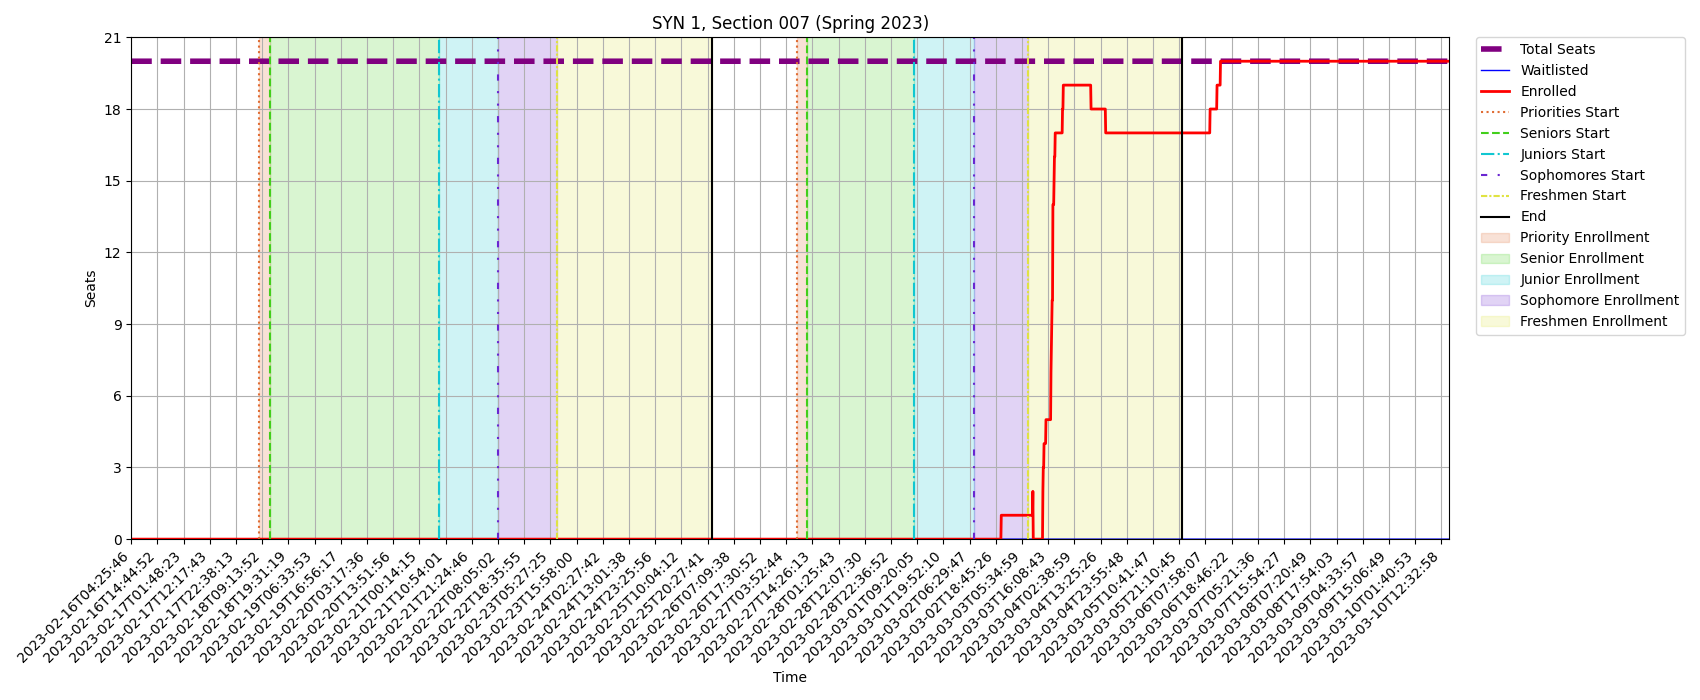 SYN 1, Section 007 (Spring 2023)
21
18
15
12
9
6
3
0
Seats
2023-02-16T04:25:46
2023-02-16T14:44:52
2023-02-17T01:48:23
2023-02-17T12:17:43
2023-02-17T22:38:13
2023-02-18T09:13:52
2023-02-18T19:31:19
2023-02-19T06:33:53
2023-02-19T16:56:17
2023-02-20T03:17:36
2023-02-20T13:51:56
2023-02-21T00:14:15
2023-02-21T10:54:01
2023-02-21T21:24:46
2023-02-22T08:05:02
2023-02-22T18:35:55
2023-02-23T05:27:25
2023-02-23T15:58:00
2023-02-24T02:27:42
2023-02-24T13:01:38
2023-02-24T23:25:56
2023-02-25T10:04:12
2023-02-25T20:27:41
2023-02-26T07:09:38
2023-02-26T17:30:52
2023-02-27T03:52:44
2023-02-27T14:26:13
2023-02-28T01:25:43
2023-02-28T12:07:30
2023-02-28T22:36:52
2023-03-01T09:20:05
2023-03-01T19:52:10
2023-03-02T06:29:47
2023-03-02T18:45:26
2023-03-03T05:34:59
2023-03-03T16:08:43
2023-03-04T02:38:59
2023-03-04T13:25:26
2023-03-04T23:55:48
2023-03-05T10:41:47
2023-03-05T21:10:45
2023-03-06T07:58:07
2023-03-06T18:46:22
2023-03-07T05:21:36
2023-03-07T15:54:27
2023-03-08T07:20:49
2023-03-08T17:54:03
2023-03-09T04:33:57
2023-03-09T15:06:49
2023-03-10T01:40:53
2023-03-10T12:32:58
Time
Total Seats
Waitlisted
Enrolled
Priorities Start
Seniors Start
Juniors Start
Sophomores Start
Freshmen Start
End
Priority Enrollment
Senior Enrollment
Junior Enrollment
Sophomore Enrollment
Freshmen Enrollment